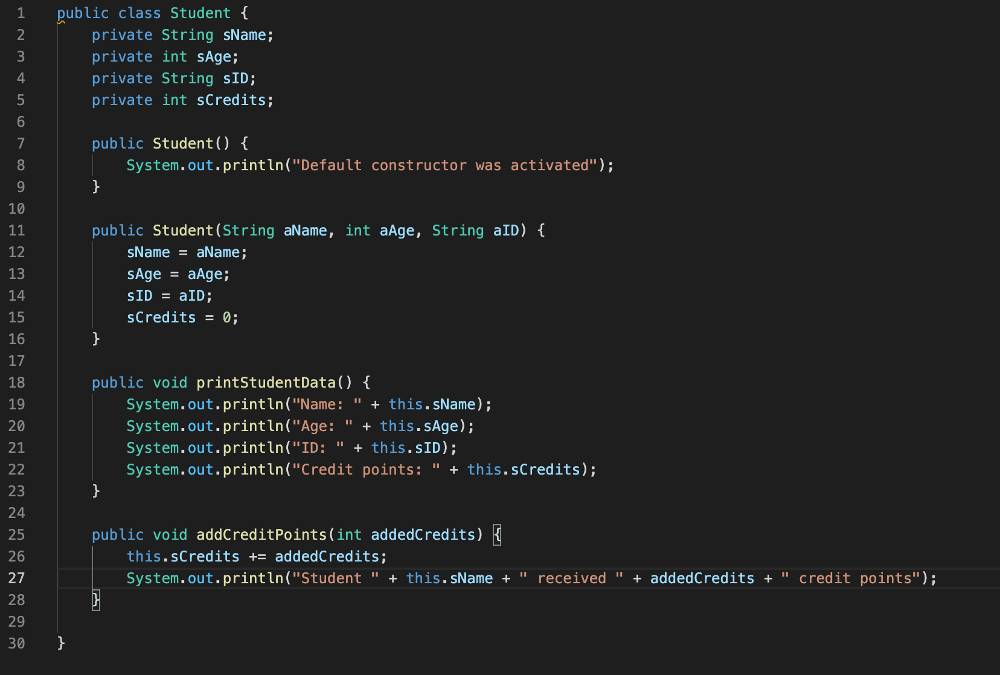 1 public class Student {
2     private String sName;
3     private int sAge;
4     private String sID;
5     private int sCredits;
6
7     public Student() {
8         System.out.println("Default constructor was activated");
9     }
10
11     public Student(String aName, int aAge, String aID) {
12         sName = aName;
13         sAge = aAge;
14         sID = aID;
15         sCredits = 0;
16     }
17
18     public void printStudentData() {
19         System.out.println("Name: " + this.sName);
20         System.out.println("Age: " + this.sAge);
21         System.out.println("ID: " + this.sID);
22         System.out.println("Credit points: " + this.sCredits);
23     }
24
25     public void addCreditPoints(int addedCredits) {
26         this.sCredits += addedCredits;
27         System.out.println("Student " + this.sName + " received " + addedCredits + " credit points");
28     }
29
30 }